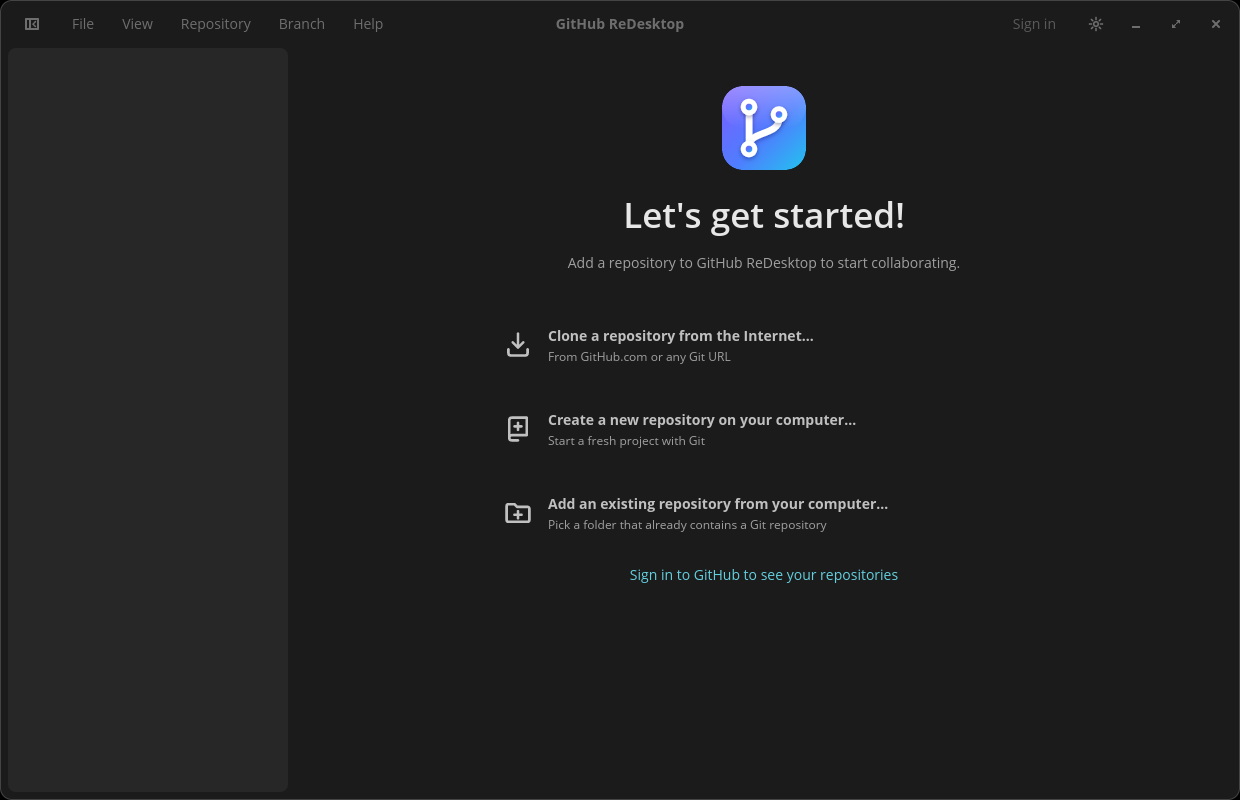 File View Repository Branch Help GitHub ReDesktop Sign in
Let's get started!
Add a repository to GitHub ReDesktop to start collaborating.
Clone a repository from the Internet...
From GitHub.com or any Git URL
Create a new repository on your computer...
Start a fresh project with Git
Add an existing repository from your computer...
Pick a folder that already contains a Git repository
Sign in to GitHub to see your repositories